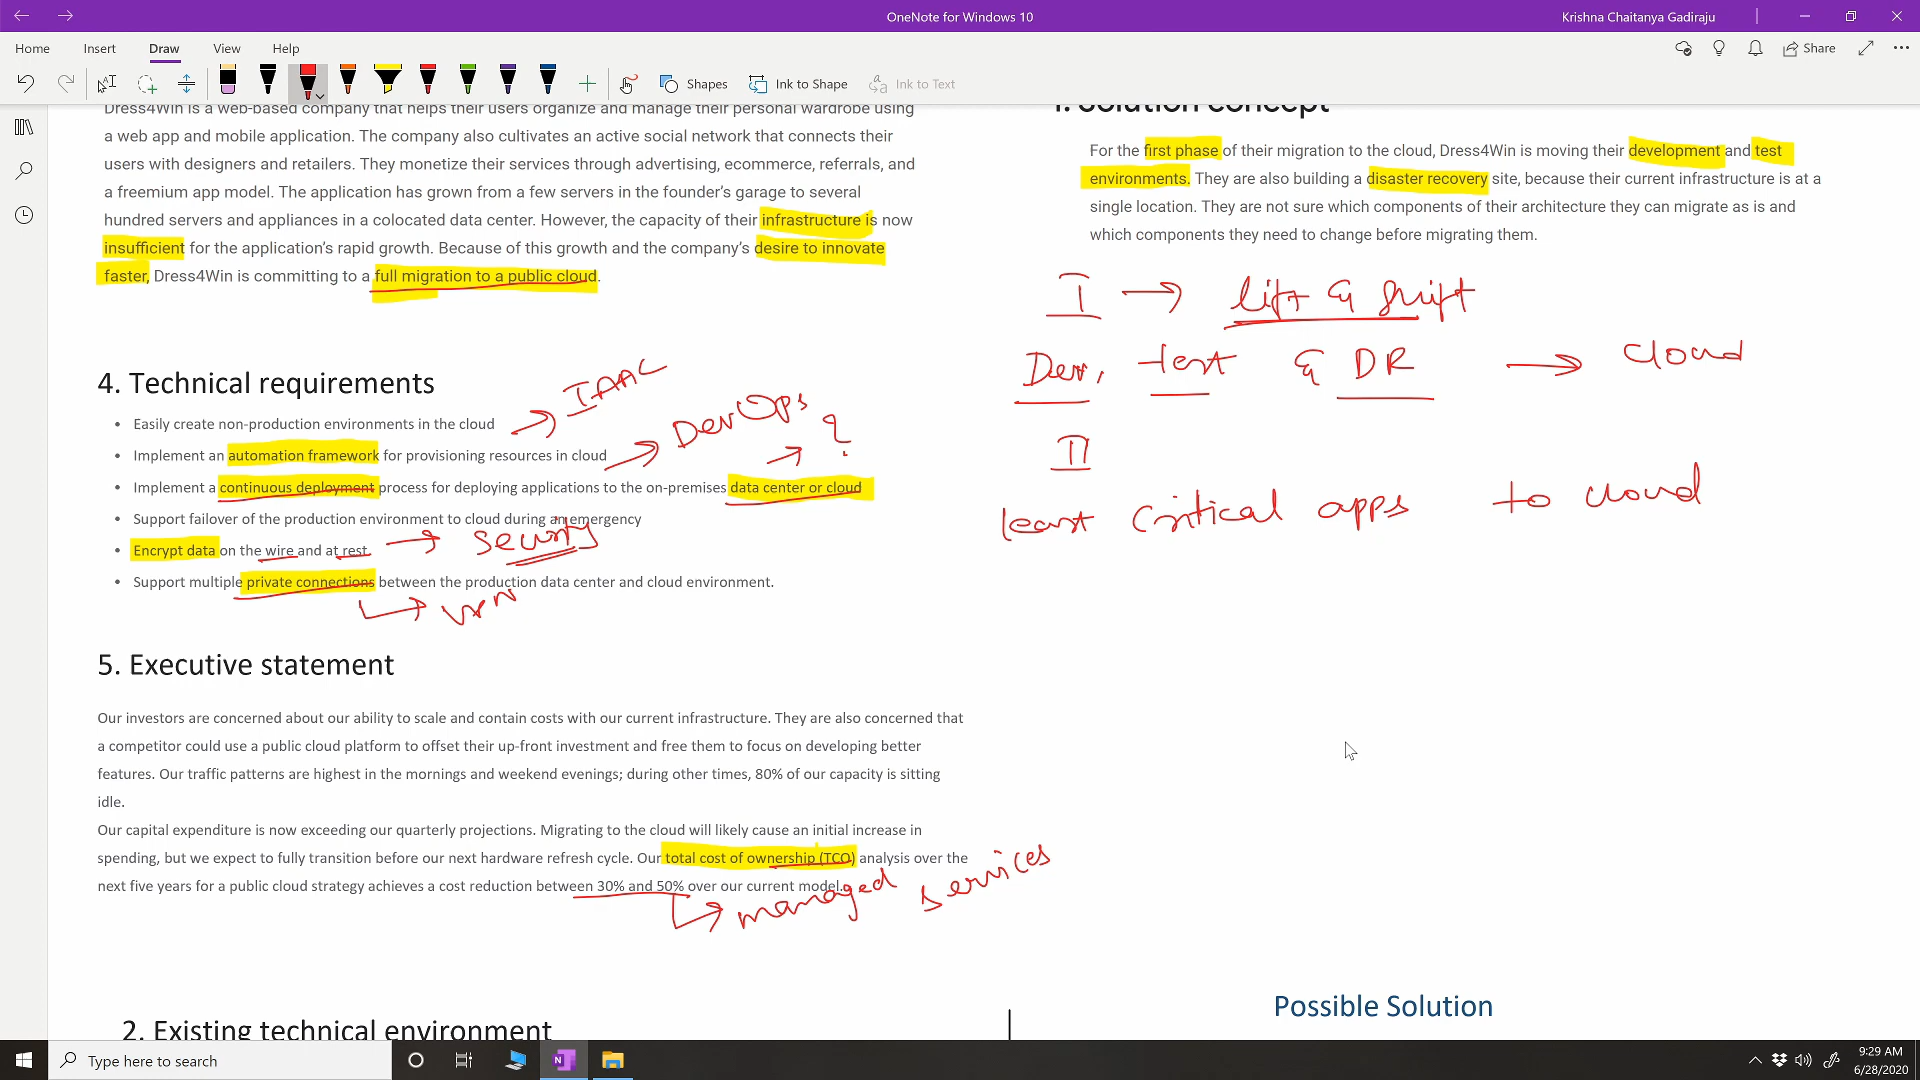 OneNote for Windows 10
Krishna Chaitanya Gadiraju
Home Insert Draw View Help
Share
Shapes Ink to Shape Ink to Text
Dress4Win is a web-based company that helps their users organize and manage their personal wardrobe using
a web app and mobile application. The company also cultivates an active social network that connects their
users with designers and retailers. They monetize their services through advertising, ecommerce, referrals, and
a freemium app model. The application has grown from a few servers in the founder's garage to several
hundred servers and appliances in a colocated data center. However, the capacity of their infrastructure is now
insufficient for the application's rapid growth. Because of this growth and the company's desire to innovate
faster, Dress4Win is committing to a full migration to a public cloud.
4. Technical requirements
IAAC
• Easily create non-production environments in the cloud
DevOps
• Implement an automation framework for provisioning resources in cloud
?
• Implement a continuous deployment process for deploying applications to the on-premises data center or cloud
• Support failover of the production environment to cloud during an emergency
• Encrypt data on the wire and at rest.
Security
• Support multiple private connections between the production data center and cloud environment.
VPN
5. Executive statement
Our investors are concerned about our ability to scale and contain costs with our current infrastructure. They are also concerned that
a competitor could use a public cloud platform to offset their up-front investment and free them to focus on developing better
features. Our traffic patterns are highest in the mornings and weekend evenings; during other times, 80% of our capacity is sitting
idle.
Our capital expenditure is now exceeding our quarterly projections. Migrating to the cloud will likely cause an initial increase in
spending, but we expect to fully transition before our next hardware refresh cycle. Our total cost of ownership (TCO) analysis over the
next five years for a public cloud strategy achieves a cost reduction between 30% and 50% over our current model.
managed services
2. Existing technical environment
1. Solution concept
For the first phase of their migration to the cloud, Dress4Win is moving their development and test
environments. They are also building a disaster recovery site, because their current infrastructure is at a
single location. They are not sure which components of their architecture they can migrate as is and
which components they need to change before migrating them.
I → lift & shift
Dev, test & DR → cloud
II
least critical apps to cloud
Possible Solution
Type here to search
9:29 AM
6/28/2020